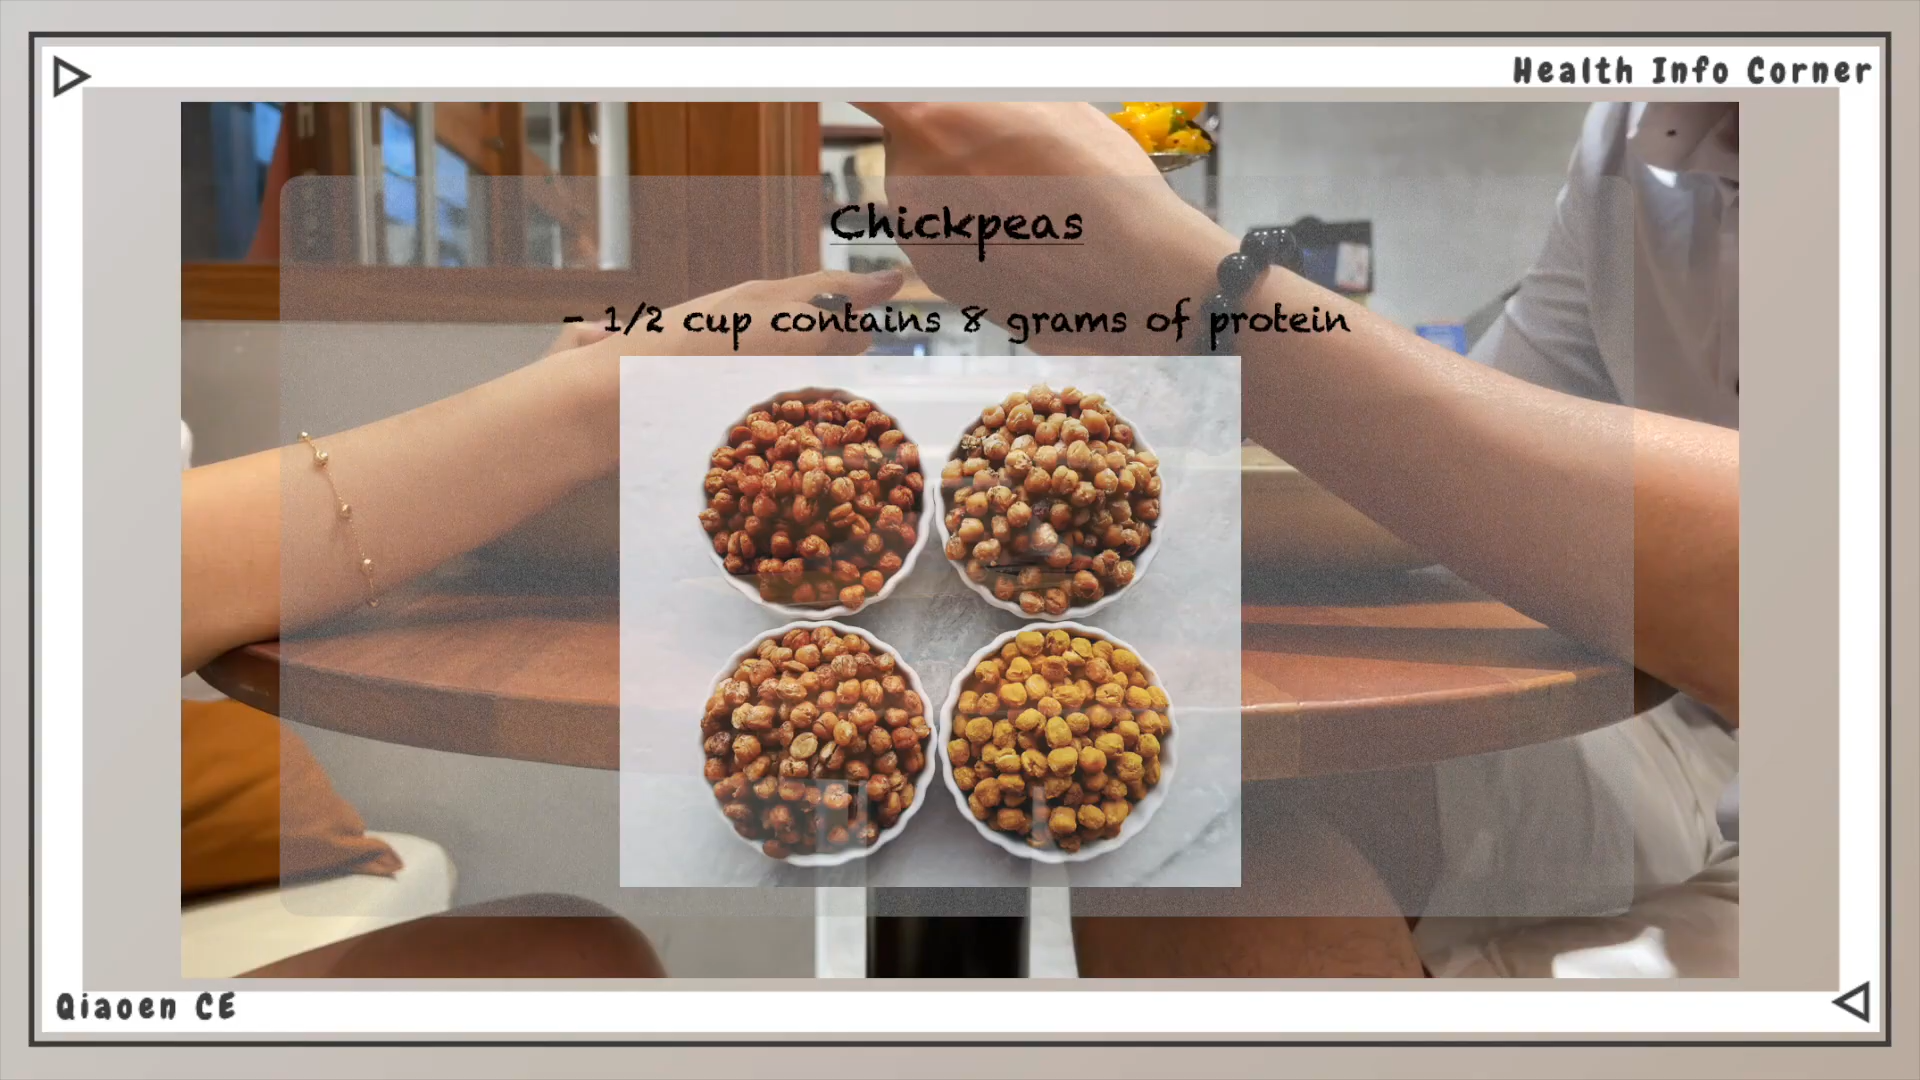 Health Info Corner
Chickpeas
- 1/2 cup contains 8 grams of protein
Qiaoen CE